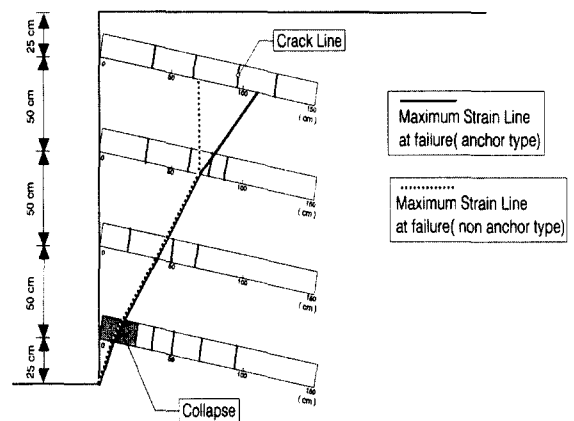 25 cm
50 cm
50 cm
50 cm
25 cm
Crack Line
0
50
100
150
(cm)
0
50
100
150
(cm)
0
50
100
150
(cm)
0
50
100
150
(cm)
Collapse
Maximum Strain Line
at failure( anchor type)
Maximum Strain Line
at failure( non anchor type)